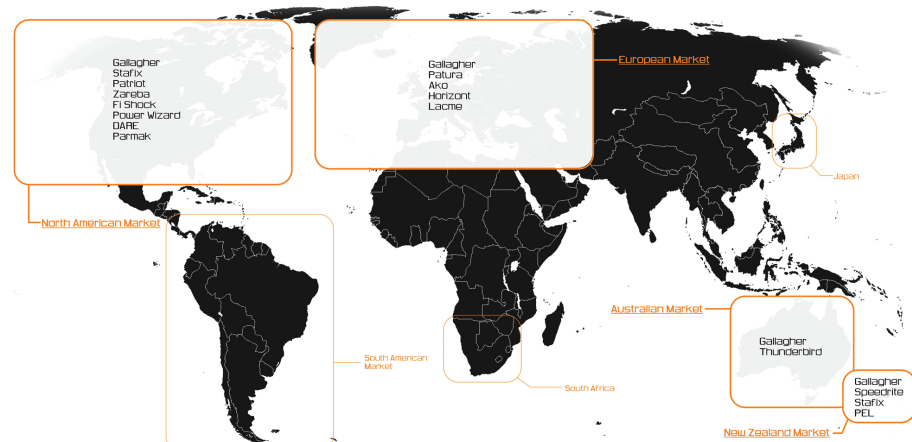 Gallagher
Stafix
Patriot
Zareba
Fi Shock
Power Wizard
DARE
Parmak
North American Market
Gallagher
Patura
Ako
Horizont
Lacme
European Market
Japan
South American
Market
South Africa
Australian Market
Gallagher
Thunderbird
Gallagher
Speedrite
Stafix
PEL
New Zealand Market